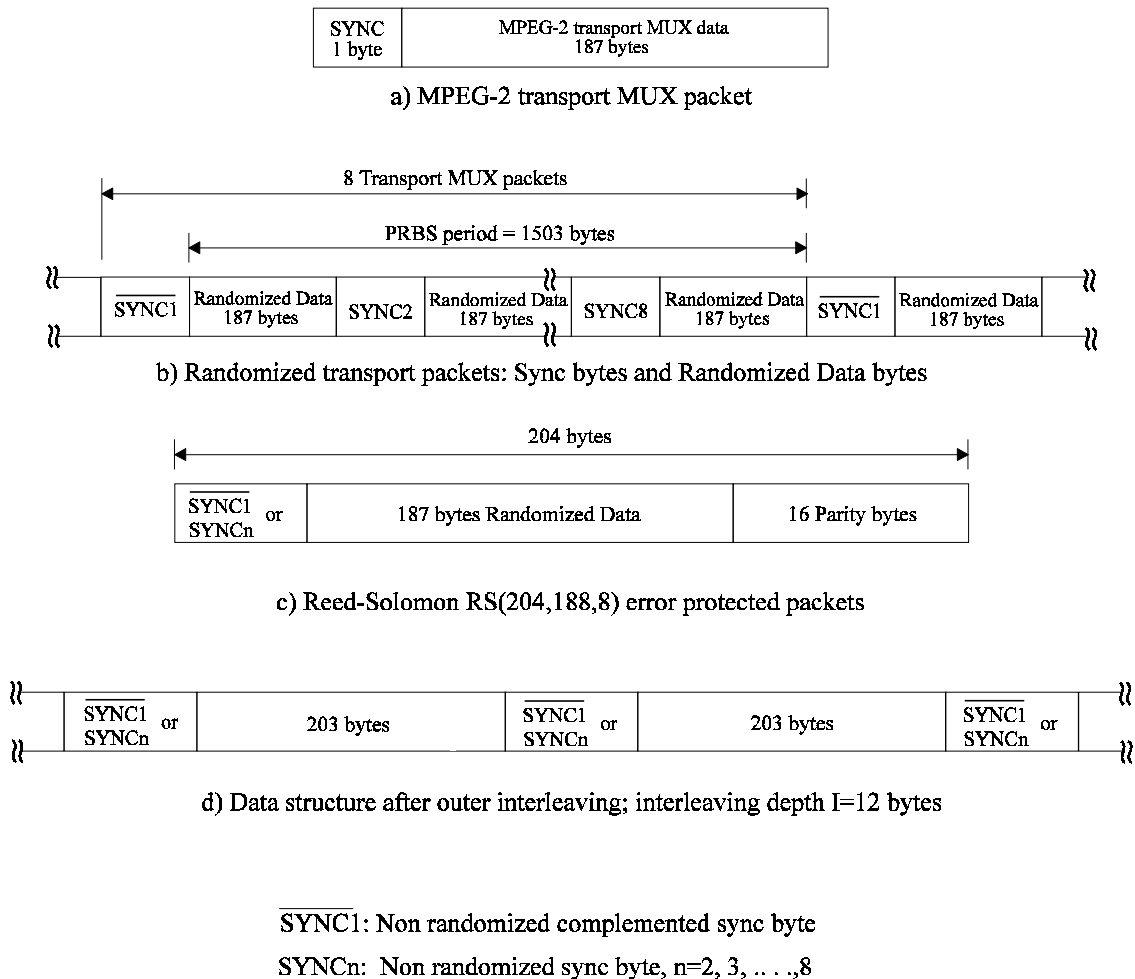 SYNC
1 byte
MPEG-2 transport MUX data
187 bytes
a) MPEG-2 transport MUX packet
8 Transport MUX packets
PRBS period = 1503 bytes
SYNC1
Randomized Data
187 bytes
SYNC2
Randomized Data
187 bytes
SYNC8
Randomized Data
187 bytes
SYNC1
Randomized Data
187 bytes
b) Randomized transport packets: Sync bytes and Randomized Data bytes
204 bytes
SYNC1 or
SYNCn
187 bytes Randomized Data
16 Parity bytes
c) Reed-Solomon RS(204,188,8) error protected packets
SYNC1 or
SYNCn
203 bytes
SYNC1 or
SYNCn
203 bytes
SYNC1 or
SYNCn
d) Data structure after outer interleaving; interleaving depth I=12 bytes
SYNC1: Non randomized complemented sync byte
SYNCn: Non randomized sync byte, n=2, 3, .. . .,8